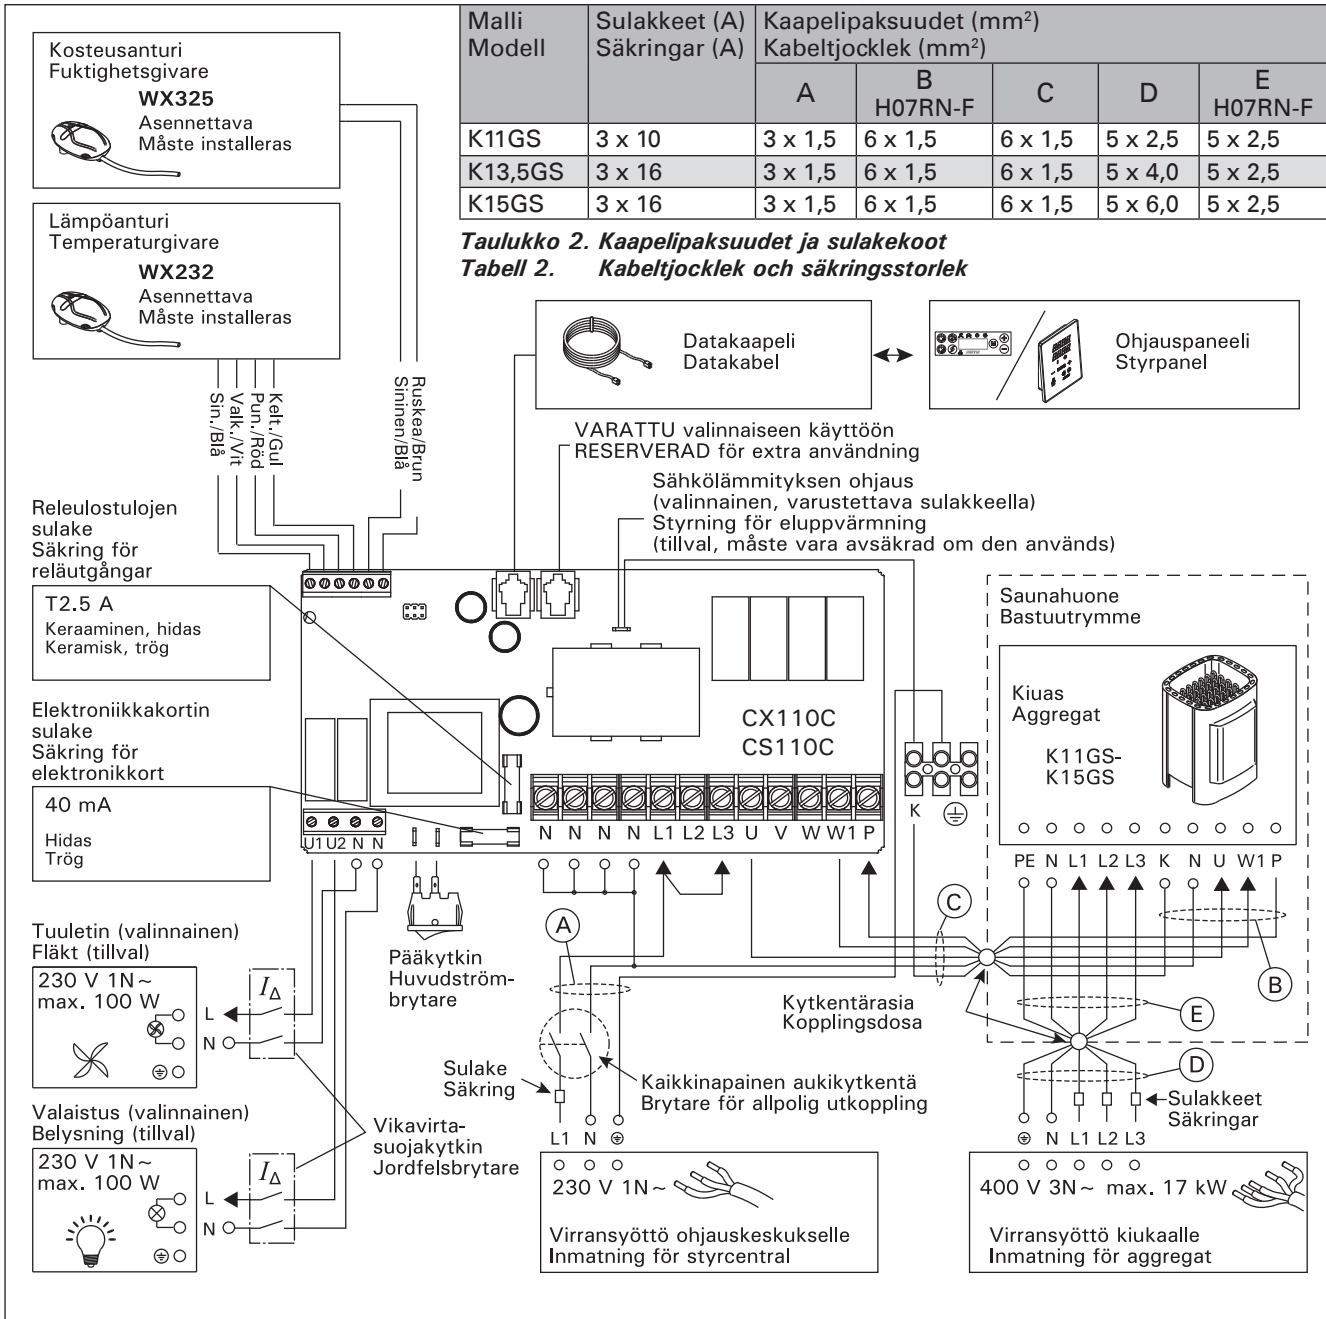 Malli
Modell
Sulakkeet (A)
Säkringar (A)
Kaapelipaksuudet (mm²)
Kabeltjocklek (mm²)
A
B
H07RN-F
C
D
E
H07RN-F
K11GS 3 x 10 3 x 1,5 6 x 1,5 6 x 1,5 5 x 2,5 5 x 2,5
K13,5GS 3 x 16 3 x 1,5 6 x 1,5 6 x 1,5 5 x 4,0 5 x 2,5
K15GS 3 x 16 3 x 1,5 6 x 1,5 6 x 1,5 5 x 6,0 5 x 2,5
Taulukko 2. Kaapelipaksuudet ja sulakekoot
Tabell 2. Kabeltjocklek och säkringsstorlek
Kosteusanturi
Fuktighetsgivare
WX325
Asennettava
Måste installeras
Lämpöanturi
Temperaturgivare
WX232
Asennettava
Måste installeras
Sin./Blå
Valk./Vit
Pun./Röd
Kelt./Gul
Sininen/Blå
Ruskea/Brun
Datakaapeli
Datakabel
Ohjauspaneeli
Styrpanel
VARATTU valinnaiseen käyttöön
RESERVERAD för extra användning
Sähkölämmityksen ohjaus
(valinnainen, varustettava sulakkeella)
Styrning för eluppvärmning
(tillval, måste vara avsäkrad om den används)
Releulostulojen
sulake
Säkring för
reläutgångar
T2.5 A
Keraaminen, hidas
Keramisk, trög
Elektroniikkakortin
sulake
Säkring för
elektronikkort
40 mA
Hidas
Trög
CX110C
CS110C
U1 U2 N N
N N N N L1 L2 L3 U V W W1 P
K
Saunahuone
Bastuutrymme
Kiuas
Aggregat
K11GS-
K15GS
PE N L1 L2 L3 K N U W1 P
A
C
B
E
D
Pääkytkin
Huvudström-
brytare
Kytkentärasia
Kopplingsdosa
Tuuletin (valinnainen)
Fläkt (tillval)
230 V 1N~
max. 100 W
L
N
IΔ
Valaistus (valinnainen)
Belysning (tillval)
230 V 1N~
max. 100 W
L
N
IΔ
Vikavirta-
suojakytkin
Jordfelsbrytare
Sulake
Säkring
Kaikkinapainen aukikytkentä
Brytare för allpolig utkoppling
L1 N
230 V 1N~
Virransyöttö ohjauskeskukselle
Inmatning för styrcentral
Sulakkeet
Säkringar
N L1 L2 L3
400 V 3N~ max. 17 kW
Virransyöttö kiukaalle
Inmatning för aggregat